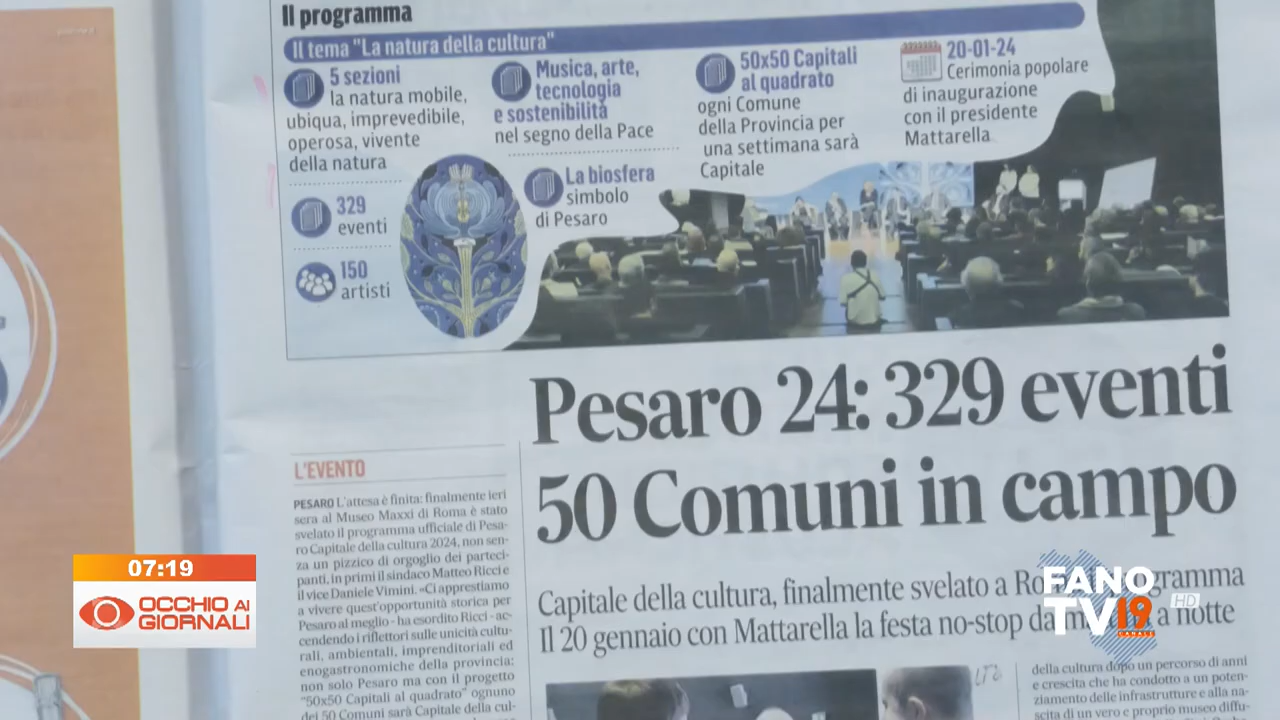 Il programma
Il tema "La natura della cultura"
5 sezioni
la natura mobile,
ubiqua, imprevedibile,
operosa, vivente
della natura
329
eventi
150
artisti
Musica, arte,
tecnologia
e sostenibilità
nel segno della Pace
La biosfera
simbolo
di Pesaro
50x50 Capitali
al quadrato
ogni Comune
della Provincia per
una settimana sarà
Capitale
20-01-24
Cerimonia popolare
di inaugurazione
con il presidente
Mattarella
Pesaro 24: 329 eventi
50 Comuni in campo
Capitale della cultura, finalmente svelato a
Il 20 gennaio con Mattarella la festa no-stop a notte
L'EVENTO
PESARO L'attesa è finita: finalmente ieri
sera al Museo Maxxi di Roma è stato
svelato il programma ufficiale di Pesa-
ro Capitale della cultura 2024, non sen-
za un pizzico di orgoglio dei parteci-
panti, in primi il sindaco Matteo Ricci e
il vice Daniele Vimini. «Ci apprestiamo
a vivere quest'opportunità storica per
Pesaro al meglio - ha esordito Ricci - ac-
cendendo i riflettori sulle unicità cultu-
rali, ambientali, imprenditoriali ed
enogastronomiche della provincia:
non solo Pesaro ma con il progetto
"50x50 Capitali al quadrato" ognuno
dei 50 Comuni sarà Capitale della cul-
della cultura dopo un percorso di anni
e crescita che ha condotto a un poten-
ziamento delle infrastrutture e alla na-
scita di un vero e proprio museo diffu-
07:19
OCCHIO AI
GIORNALI
FANO
TV19
CANALE
HD